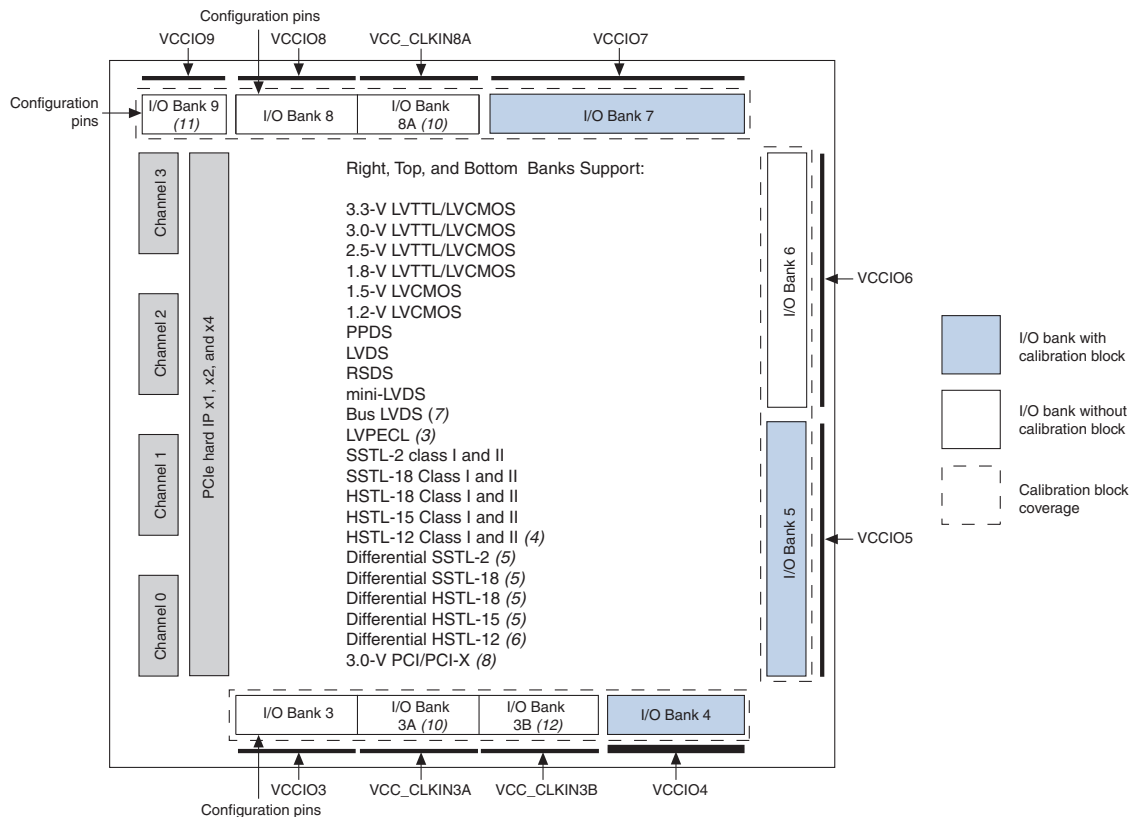 Configuration pins
VCCIO9
VCCIO8
VCC_CLKIN8A
VCCIO7
Configuration
pins
I/O Bank 9
(11)
I/O Bank 8
I/O Bank
8A (10)
I/O Bank 7
Channel 3
Channel 2
Channel 1
Channel 0
PCIe hard IP x1, x2, and x4
Right, Top, and Bottom Banks Support:
3.3-V LVTTL/LVCMOS
3.0-V LVTTL/LVCMOS
2.5-V LVTTL/LVCMOS
1.8-V LVTTL/LVCMOS
1.5-V LVCMOS
1.2-V LVCMOS
PPDS
LVDS
RSDS
mini-LVDS
Bus LVDS (7)
LVPECL (3)
SSTL-2 class I and II
SSTL-18 Class I and II
HSTL-18 Class I and II
HSTL-15 Class I and II
HSTL-12 Class I and II (4)
Differential SSTL-2 (5)
Differential SSTL-18 (5)
Differential HSTL-18 (5)
Differential HSTL-15 (5)
Differential HSTL-12 (6)
3.0-V PCI/PCI-X (8)
I/O Bank 6
VCCIO6
I/O Bank 5
VCCIO5
I/O bank with
calibration block
I/O bank without
calibration block
Calibration block
coverage
I/O Bank 3
I/O Bank
3A (10)
I/O Bank
3B (12)
I/O Bank 4
VCCIO3
VCC_CLKIN3A
VCC_CLKIN3B
VCCIO4
Configuration pins